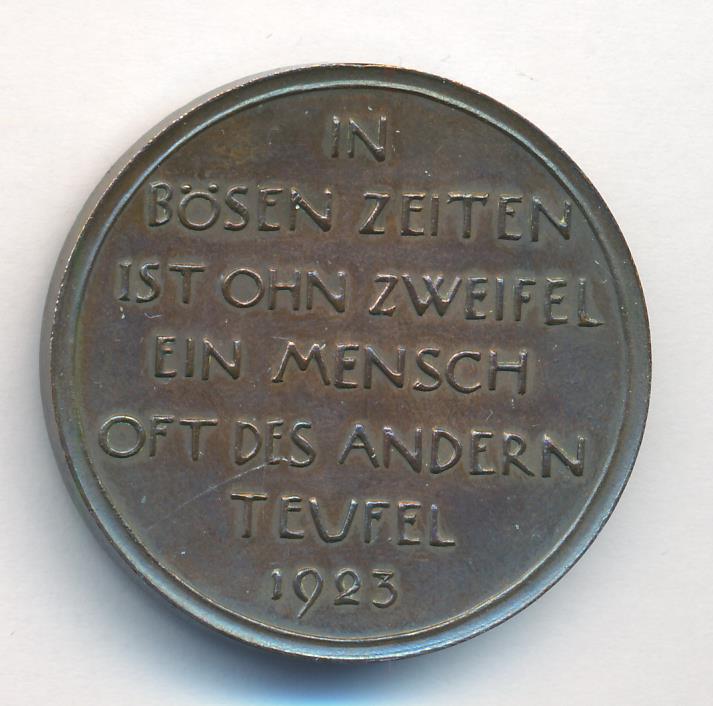 IN
BÖSEN ZEITEN
IST OHN ZWEIFEL
EIN MENSCH
OFT DES ANDERN
TEUFEL
1923